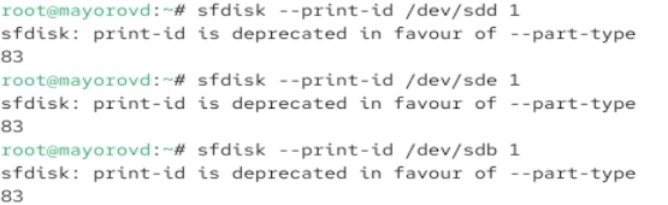 root@mayorovd:~# sfdisk --print-id /dev/sdd 1
sfdisk: print-id is deprecated in favour of --part-type
83
root@mayorovd:~# sfdisk --print-id /dev/sde 1
sfdisk: print-id is deprecated in favour of --part-type
83
root@mayorovd:~# sfdisk --print-id /dev/sdb 1
sfdisk: print-id is deprecated in favour of --part-type
83